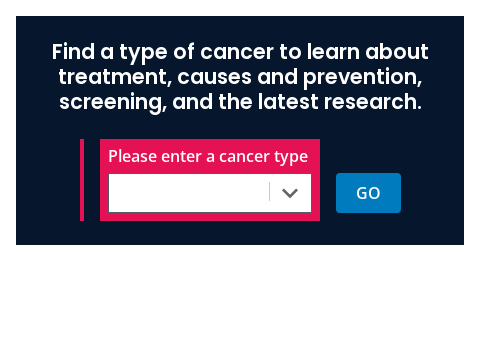 Find a type of cancer to learn about
treatment, causes and prevention,
screening, and the latest research.
Please enter a cancer type
GO